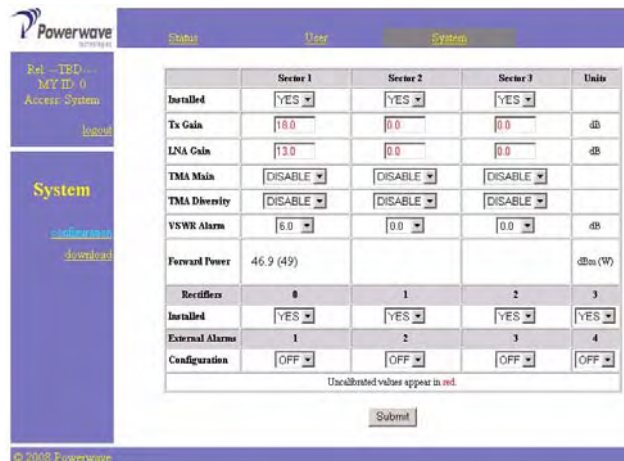 Powerwave
technologies
Status User System
Rel --TBD---
MY ID: 0
Access: System
logout
System
configuration
download
Sector 1 Sector 2 Sector 3 Units
Installed YES YES YES
Tx Gain 18.0 0.0 0.0 dB
LNA Gain 13.0 0.0 0.0 dB
TMA Main DISABLE DISABLE DISABLE
TMA Diversity DISABLE DISABLE DISABLE
VSWR Alarm 6.0 0.0 0.0 dB
Forward Power 46.9 (49) dBm (W)
Rectifiers 0 1 2 3
Installed YES YES YES YES
External Alarms 1 2 3 4
Configuration OFF OFF OFF OFF
Uncalibrated values appear in red.
Submit
© 2008 Powerwave